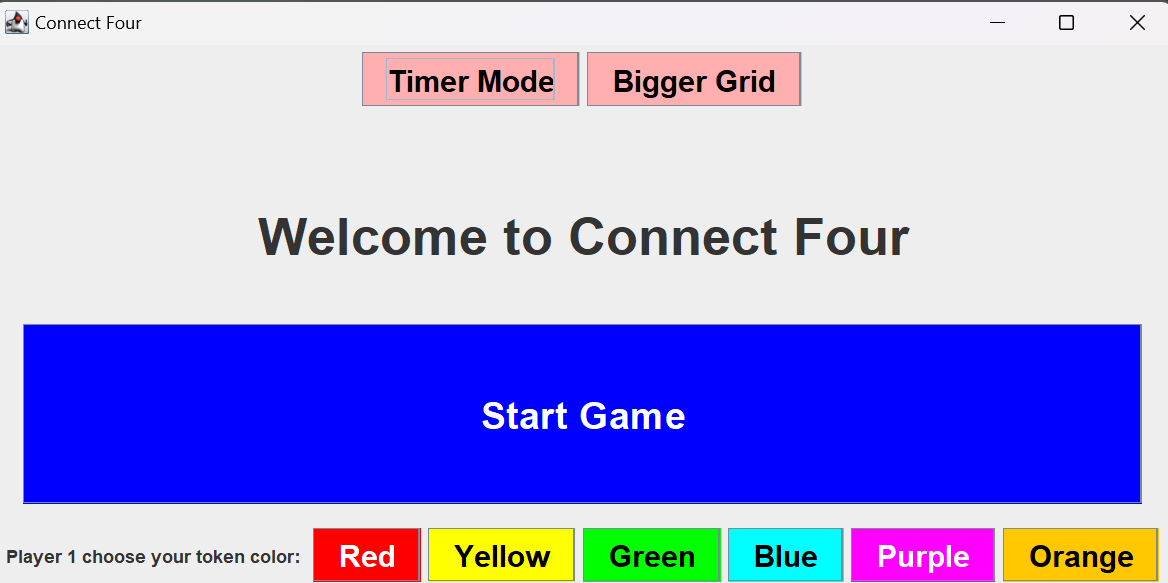 Connect Four
Timer Mode Bigger Grid
Welcome to Connect Four
Start Game
Player 1 choose your token color: Red Yellow Green Blue Purple Orange